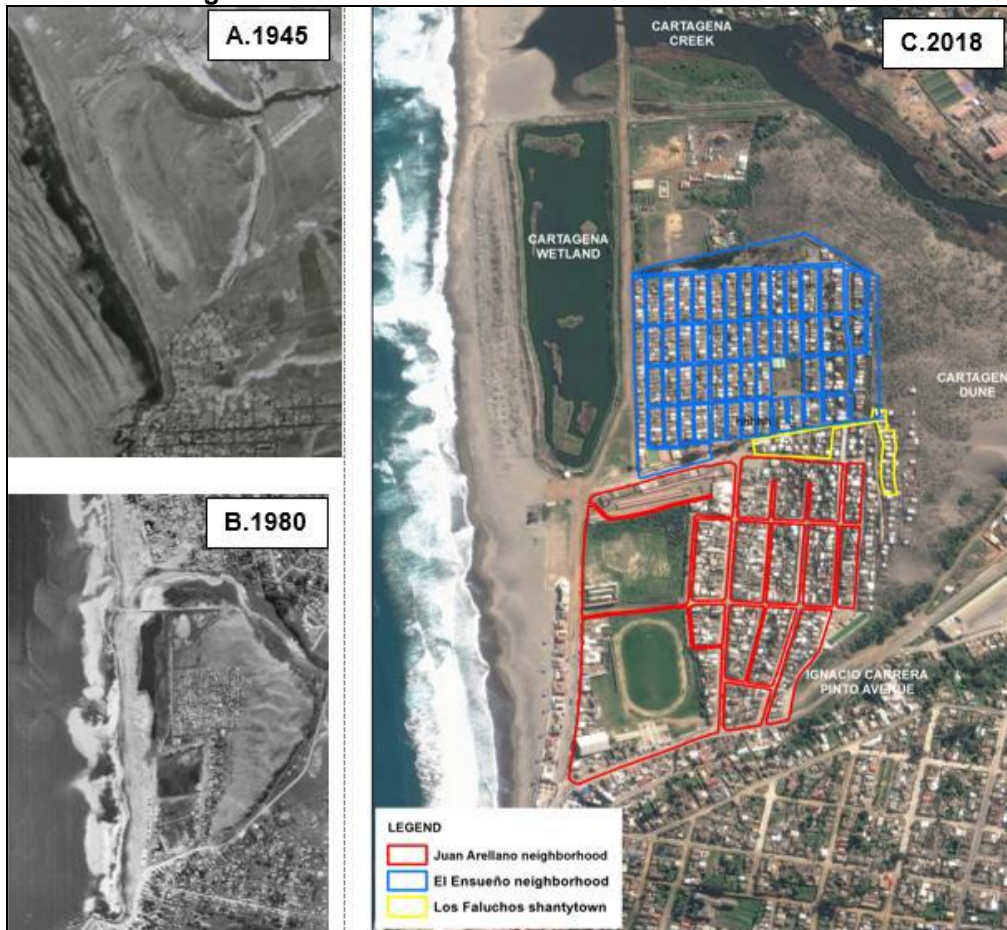 A.1945
B.1980
C.2018
CARTAGENA
CREEK
CARTAGENA
WETLAND
DUNE
IGNACIO CARRERA
PINTO AVENUE
LEGEND
Juan Arellano neighborhood
El Ensueño neighborhood
Los Faluchos shantytown